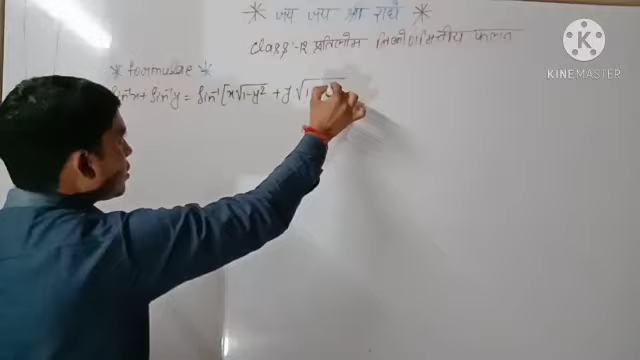 * जय जय श्री राधे *
Class-12 प्रतिलोम त्रिकोणमितीय फलन
* formulae *
Sin⁻¹x + Sin⁻¹y = Sin⁻¹[x√1-y² + y√1
KINEMASTER